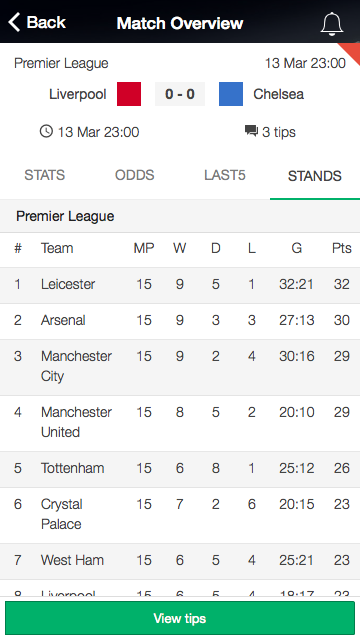 Back Match Overview
Premier League 13 Mar 23:00
Liverpool 0 - 0 Chelsea
13 Mar 23:00 3 tips
STATS ODDS LAST5 STANDS
Premier League
# Team MP W D L G Pts
1 Leicester 15 9 5 1 32:21 32
2 Arsenal 15 9 3 3 27:13 30
3 Manchester City 15 9 2 4 30:16 29
4 Manchester United 15 8 5 2 20:10 29
5 Tottenham 15 6 8 1 25:12 26
6 Crystal Palace 15 7 2 6 20:15 23
7 West Ham 15 6 5 4 25:21 23
8 Liverpool 15 6 5 4 18:17 23
View tips